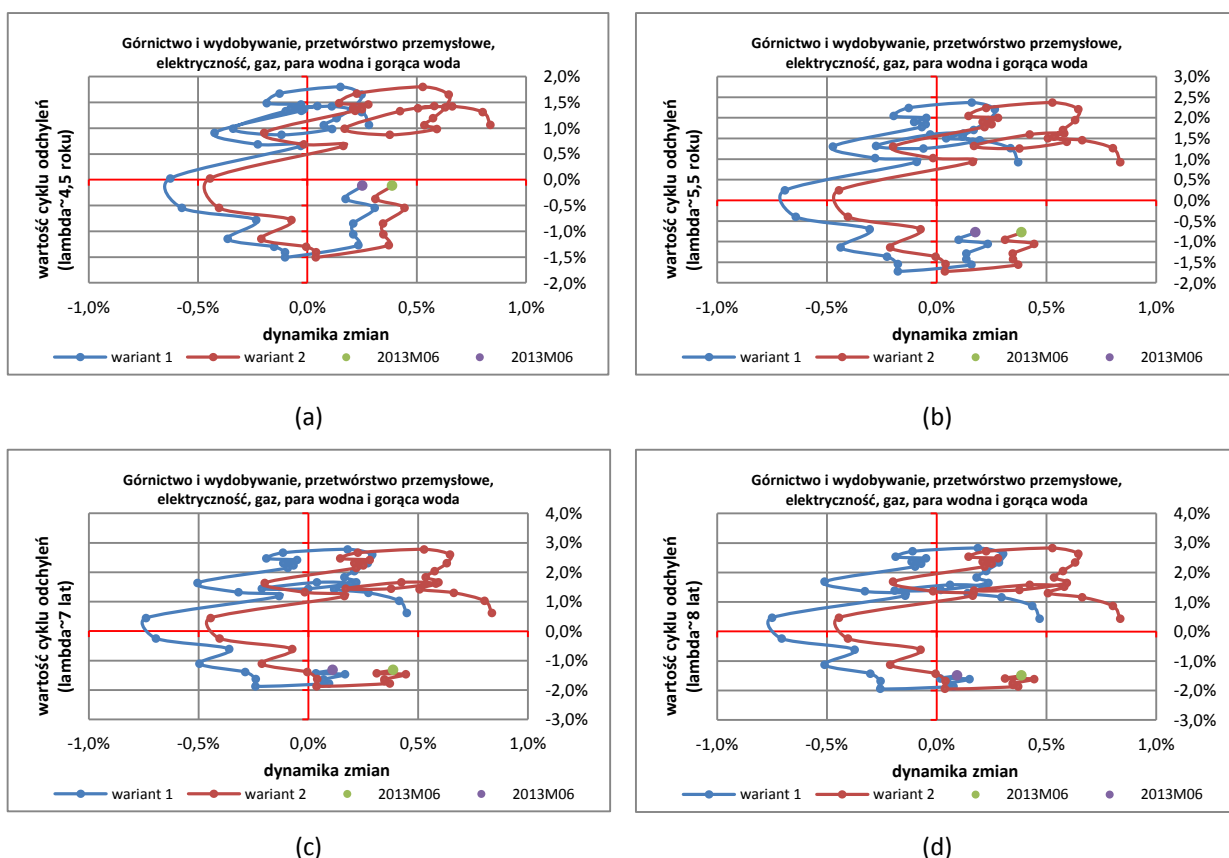 Górnictwo i wydobywanie, przetwórstwo przemysłowe,
elektryczność, gaz, para wodna i gorąca woda
wartość cyklu odchyleń
(lambda~4,5 roku)
2,0%
1,5%
1,0%
0,5%
0,0%
-0,5%
-1,0%
-1,5%
-2,0%
-1,0% -0,5% 0,0% 0,5% 1,0%
dynamika zmian
wariant 1 wariant 2 2013M06 2013M06
(a)
Górnictwo i wydobywanie, przetwórstwo przemysłowe,
elektryczność, gaz, para wodna i gorąca woda
wartość cyklu odchyleń
(lambda~5,5 roku)
3,0%
2,5%
2,0%
1,5%
1,0%
0,5%
0,0%
-0,5%
-1,0%
-1,5%
-2,0%
-1,0% -0,5% 0,0% 0,5% 1,0%
dynamika zmian
wariant 1 wariant 2 2013M06 2013M06
(b)
Górnictwo i wydobywanie, przetwórstwo przemysłowe,
elektryczność, gaz, para wodna i gorąca woda
wartość cyklu odchyleń
(lambda~7 lat)
4,0%
3,0%
2,0%
1,0%
0,0%
-1,0%
-2,0%
-3,0%
-1,0% -0,5% 0,0% 0,5% 1,0%
dynamika zmian
wariant 1 wariant 2 2013M06 2013M06
(c)
Górnictwo i wydobywanie, przetwórstwo przemysłowe,
elektryczność, gaz, para wodna i gorąca woda
wartość cyklu odchyleń
(lambda~8 lat)
4,0%
3,0%
2,0%
1,0%
0,0%
-1,0%
-2,0%
-3,0%
-1,0% -0,5% 0,0% 0,5% 1,0%
dynamika zmian
wariant 1 wariant 2 2013M06 2013M06
(d)